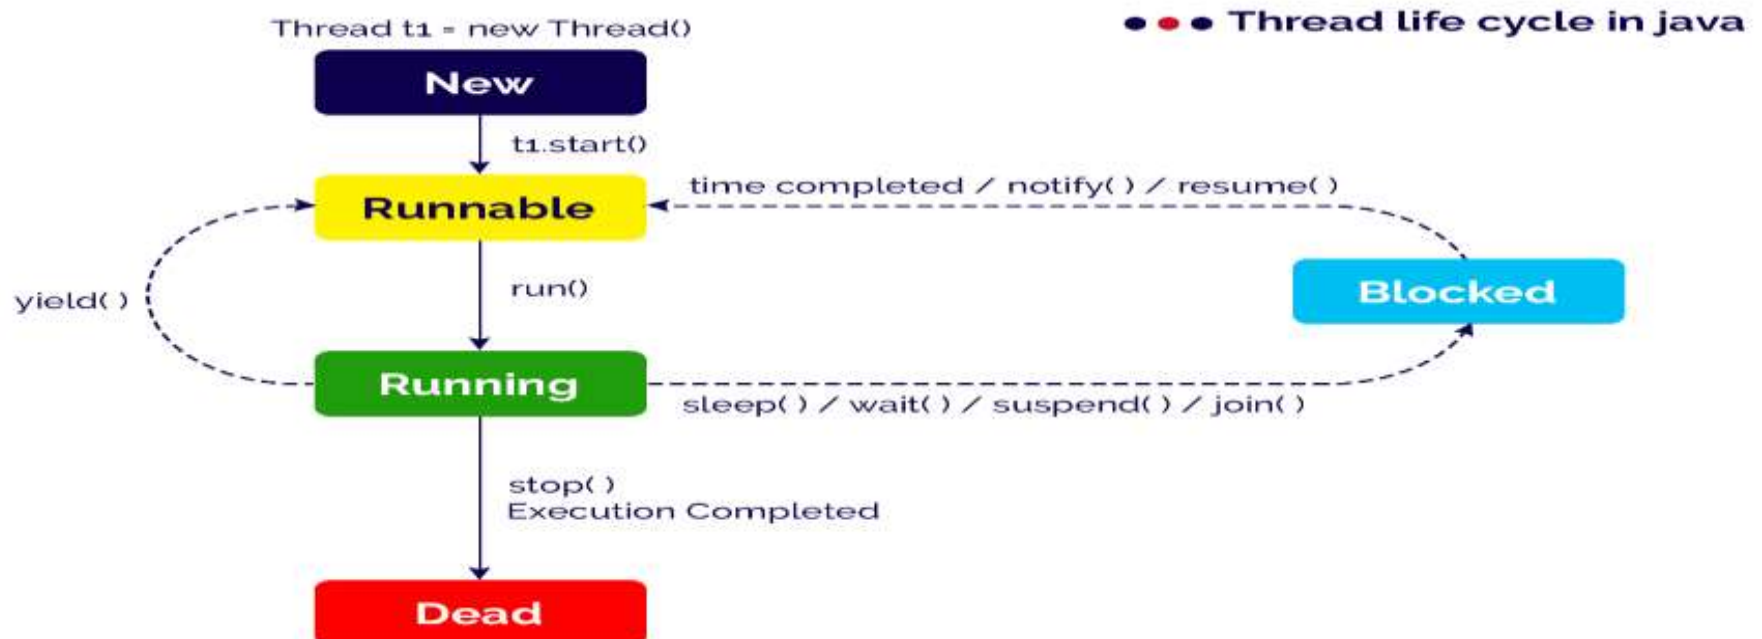 Thread life cycle in java
Thread t1 = new Thread()
New
t1.start()
Runnable
time completed / notify( ) / resume( )
yield( )
run()
Blocked
Running
sleep( ) / wait( ) / suspend( ) / join( )
stop( )
Execution Completed
Dead